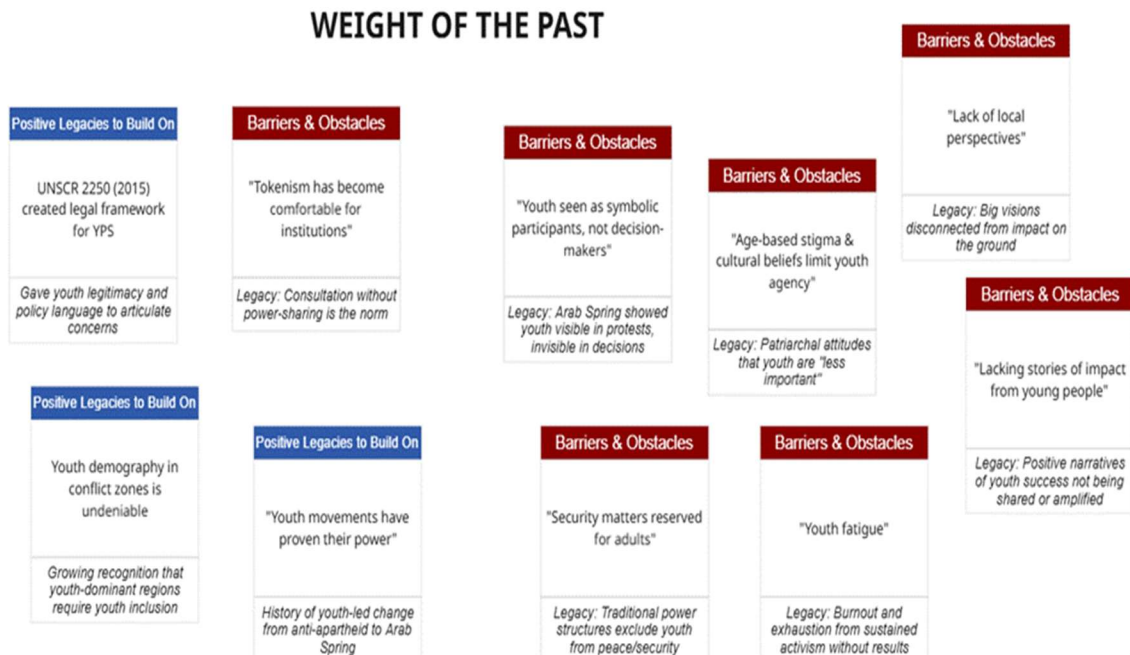 WEIGHT OF THE PAST
Positive Legacies to Build On
UNSCR 2250 (2015)
created legal framework
for YPS
Gave youth legitimacy and
policy language to articulate
concerns
Barriers & Obstacles
"Tokenism has become
comfortable for
institutions"
Legacy: Consultation without
power-sharing is the norm
Barriers & Obstacles
"Youth seen as symbolic
participants, not decision-
makers"
Legacy: Arab Spring showed
youth visible in protests,
invisible in decisions
Barriers & Obstacles
"Age-based stigma &
cultural beliefs limit youth
agency"
Legacy: Patriarchal attitudes
that youth are "less
important"
Barriers & Obstacles
"Lack of local
perspectives"
Legacy: Big visions
disconnected from impact on
the ground
Barriers & Obstacles
"Lacking stories of impact
from young people"
Legacy: Positive narratives
of youth success not being
shared or amplified
Positive Legacies to Build On
Youth demography in
conflict zones is
undeniable
Growing recognition that
youth-dominant regions
require youth inclusion
Positive Legacies to Build On
"Youth movements have
proven their power"
History of youth-led change
from anti-apartheid to Arab
Spring
Barriers & Obstacles
"Security matters reserved
for adults"
Legacy: Traditional power
structures exclude youth
from peace/security
Barriers & Obstacles
"Youth fatigue"
Legacy: Burnout and
exhaustion from sustained
activism without results